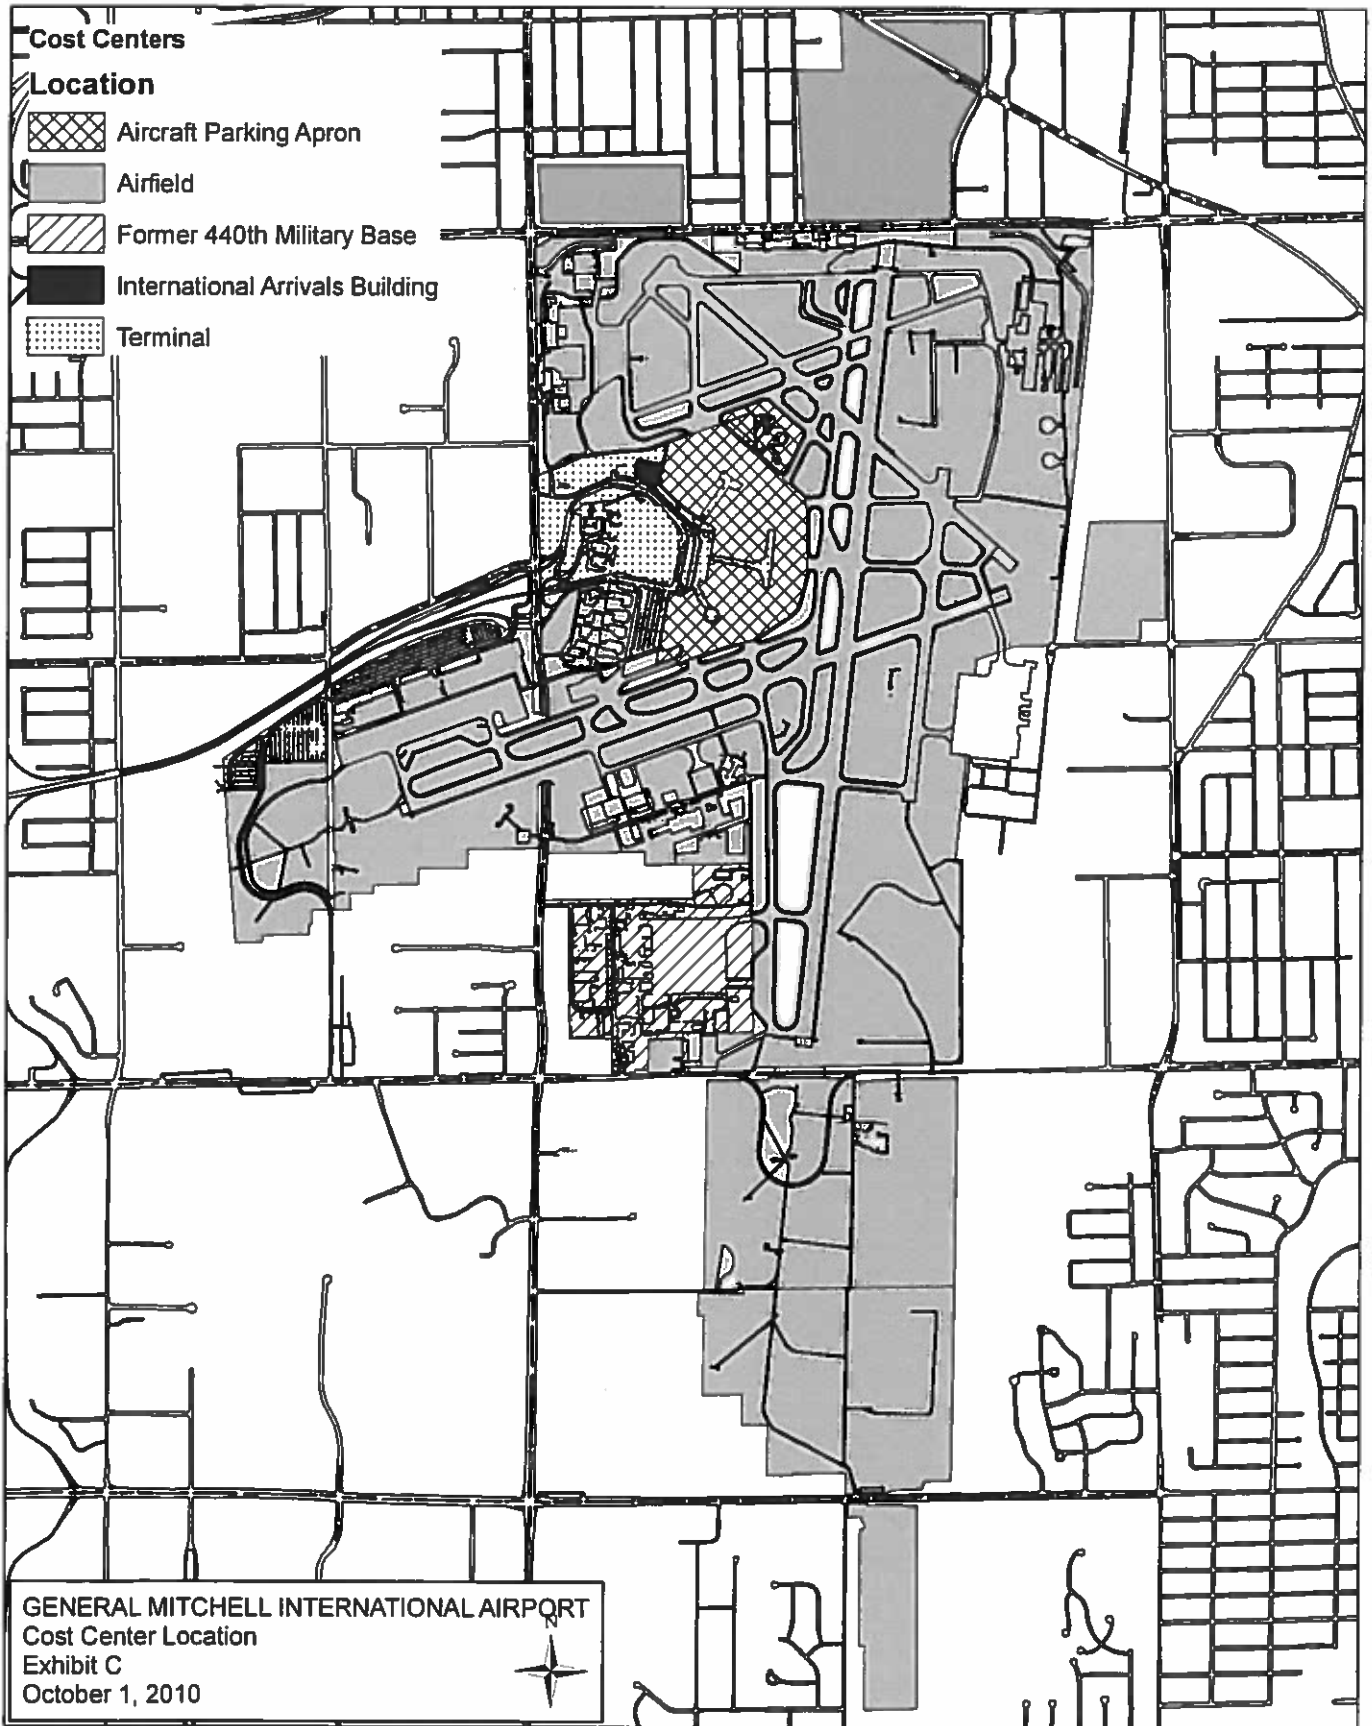 Cost Centers
Location
Aircraft Parking Apron
Airfield
Former 440th Military Base
International Arrivals Building
Terminal
GENERAL MITCHELL INTERNATIONAL AIRPORT
Cost Center Location
Exhibit C
October 1, 2010
N